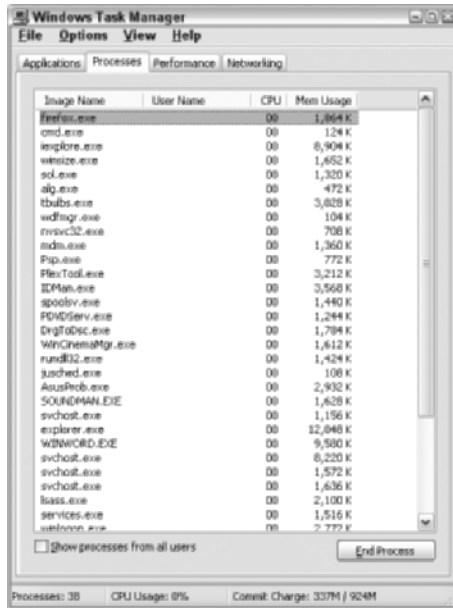 Windows Task Manager
File Options View Help
Applications Processes Performance Networking
Image Name User Name CPU Mem Usage
firefox.exe 00 1,864 K
cmd.exe 00 124 K
iexplore.exe 00 8,904 K
winsize.exe 00 1,652 K
sol.exe 00 1,320 K
alg.exe 00 472 K
tbulbs.exe 00 3,828 K
wdfmgr.exe 00 104 K
nvsvc32.exe 00 708 K
mdm.exe 00 1,360 K
Psp.exe 00 772 K
PlexTool.exe 00 3,212 K
IDMan.exe 00 3,568 K
spoolsv.exe 00 1,440 K
PDVDServ.exe 00 1,244 K
DrgToDsc.exe 00 1,784 K
WinCinemaMgr.exe 00 1,612 K
rundll32.exe 00 1,424 K
jusched.exe 00 108 K
AsusProb.exe 00 2,932 K
SOUNDMAN.EXE 00 1,628 K
svchost.exe 00 1,156 K
explorer.exe 00 12,048 K
WINWORD.EXE 00 9,580 K
svchost.exe 00 8,220 K
svchost.exe 00 1,572 K
svchost.exe 00 1,636 K
lsass.exe 00 2,100 K
services.exe 00 1,516 K
winlogon.exe 00 2,772 K
Show processes from all users
End Process
Processes: 38 CPU Usage: 0% Commit Charge: 337M / 924M